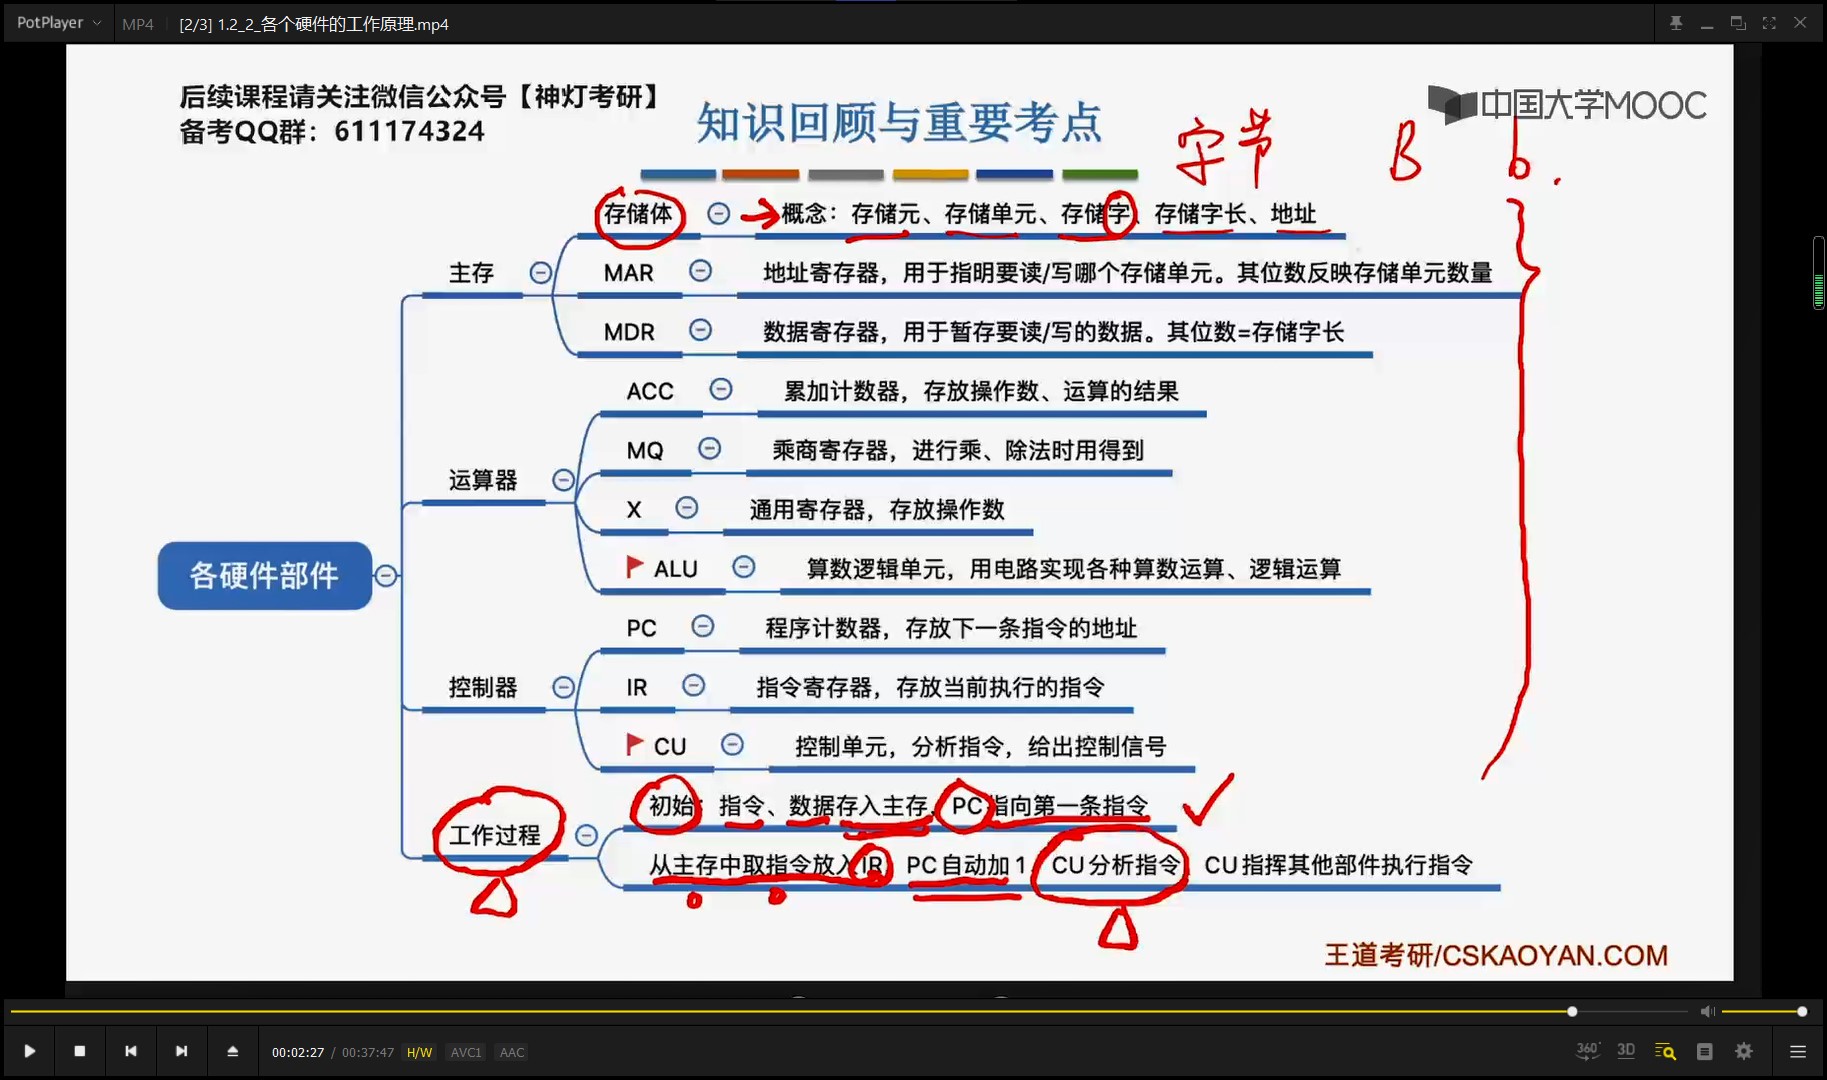 PotPlayer
MP4
[2/3] 1.2_2_各个硬件的工作原理.mp4
后续课程请关注微信公众号【神灯考研】
备考QQ群：611174324
知识回顾与重要考点
中国大学MOOC
字节 B b.
存储体
概念：存储元、存储单元、存储字、存储字长、地址
主存
MAR
地址寄存器，用于指明要读/写哪个存储单元。其位数反映存储单元数量
MDR
数据寄存器，用于暂存要读/写的数据。其位数=存储字长
ACC
累加计数器，存放操作数、运算的结果
MQ
乘商寄存器，进行乘、除法时用得到
运算器
X
通用寄存器，存放操作数
ALU
算数逻辑单元，用电路实现各种算数运算、逻辑运算
各硬件部件
PC
程序计数器，存放下一条指令的地址
控制器
IR
指令寄存器，存放当前执行的指令
CU
控制单元，分析指令，给出控制信号
初始：指令、数据存入主存，PC指向第一条指令
工作过程
从主存中取指令放入IR、PC自动加1、CU分析指令、CU指挥其他部件执行指令
王道考研/CSKAOYAN.COM
00:02:27 / 00:37:47 H/W AVC1 AAC
360° 3D